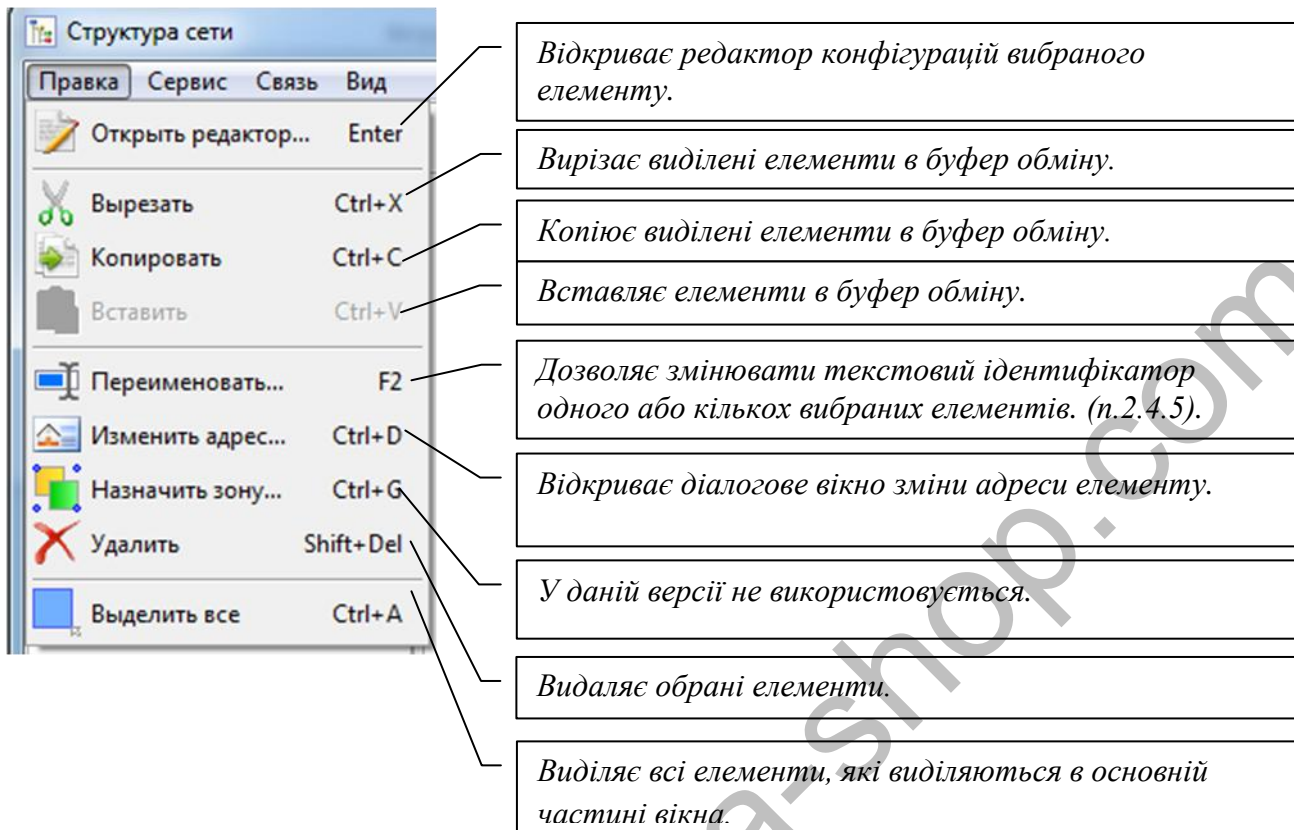 Структура сети
Правка Сервис Связь Вид
Открыть редактор... Enter
Вырезать Ctrl+X
Копировать Ctrl+C
Вставить Ctrl+V
Переименовать... F2
Изменить адрес... Ctrl+D
Назначить зону... Ctrl+G
Удалить Shift+Del
Выделить все Ctrl+A
Відкриває редактор конфігурацій вибраного
елементу.
Вирізає виділені елементи в буфер обміну.
Копіює виділені елементи в буфер обміну.
Вставляє елементи в буфер обміну.
Дозволяє змінювати текстовий ідентифікатор
одного або кількох вибраних елементів. (п.2.4.5).
Відкриває діалогове вікно зміни адреси елементу.
У даній версії не використовується.
Видаляє обрані елементи.
Виділяє всі елементи, які виділяються в основній
частині вікна.
a-shop.com